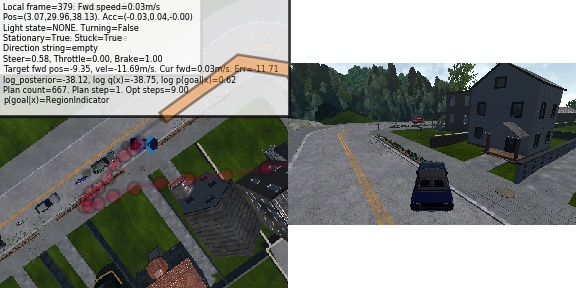 Local frame=379. Fwd speed=0.03m/s
Pos=(3.07,29.96,38.13). Acc=(-0.03,0.04,-0.00)
Light state=NONE. Turning=False
Stationary=True. Stuck=True
Direction string=empty
Steer=0.58, Throttle=0.00, Brake=1.00
Target fwd pos=-9.35, vel=-11.69m/s. Cur fwd=0.03m/s. Err=-11.71
log_posterior=-38.12, log q(x)=-38.75, log p(goal|x)=0.62
Plan count=667. Plan step=1. Opt steps=9.00
p(goal|x)=RegionIndicator